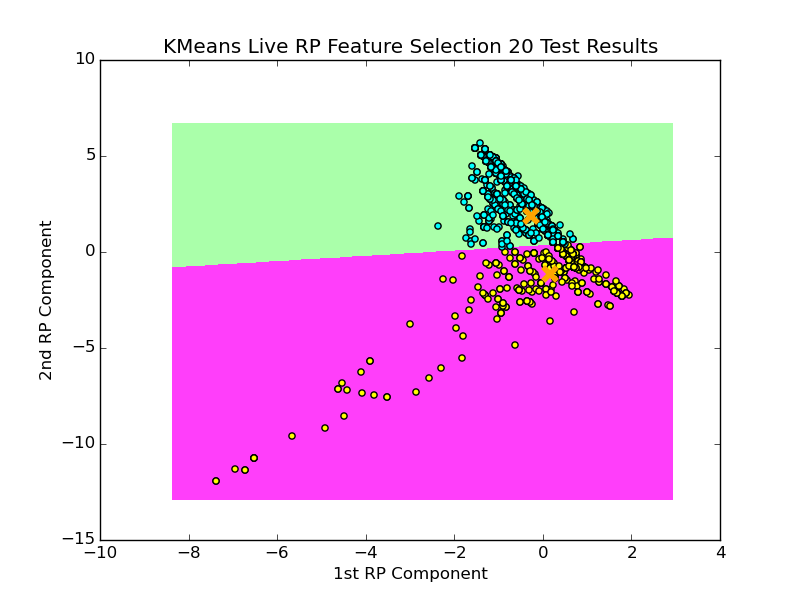 KMeans Live RP Feature Selection 20 Test Results
10
5
0
−5
−10
−15
2nd RP Component
−10 −8 −6 −4 −2 0 2 4
1st RP Component